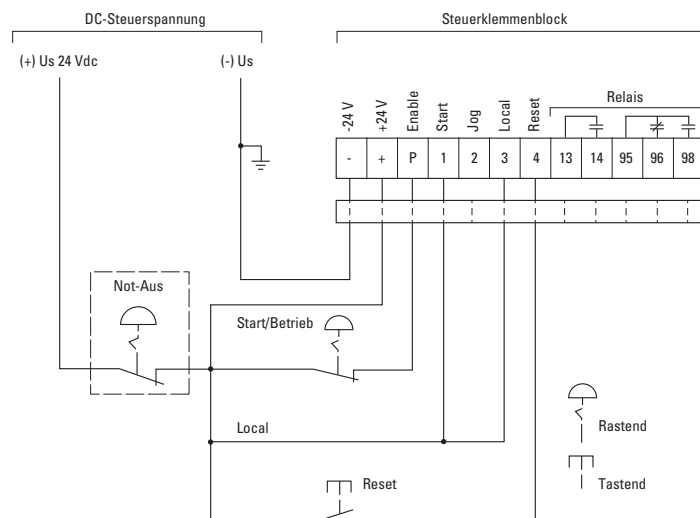 DC-Steuerspannung
Steuerklemmenblock
(+) Us 24 Vdc
(-) Us
Relais
-24 V
+24 V
Enable
Start
Jog
Local
Reset
- + P 1 2 3 4 13 14 95 96 98
Not-Aus
Start/Betrieb
Local
Rastend
Reset
Tastend